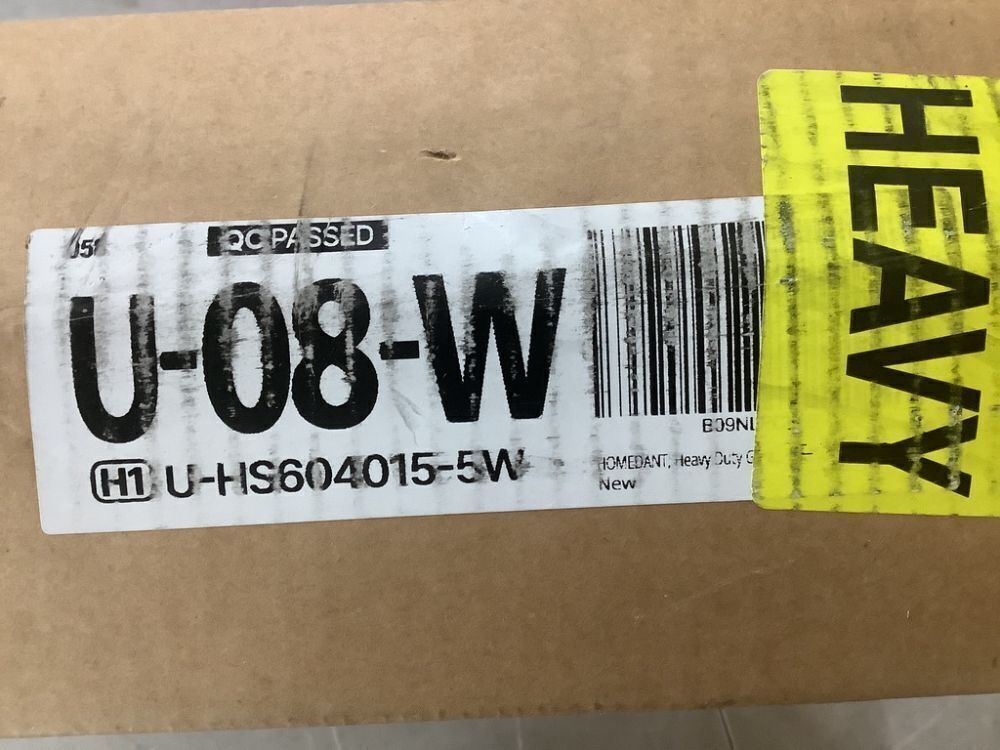 QC PASSED
U-08-W
H1 U-HS604015-5W
B09NL
HOMEDANT, Heavy Duty G
New
HEAVY